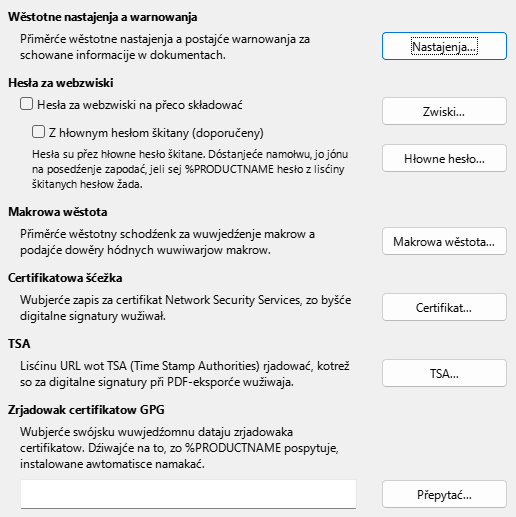 Wěstotne nastajenja a warnowanja
Přiměrće wěstotne nastajenja a postajće warnowanja za
schowane informacije w dokumentach.
Nastajenja...
Hesła za webzwiski
Hesła za webzwiski na přeco składować
Zwiski...
Z hłownym hesłom škitany (doporučeny)
Hesła su přez hłowne hesło škitane. Dóstanjeće namołwu, jo jónu
na posedźenje zapodać, jeli sej %PRODUCTNAME hesło z lisćiny
škitanych hesłow žada.
Hłowne hesło...
Makrowa wěstota
Přiměrće wěstotny schodźenk za wuwjedźenje makrow a
podajće dowěry hódnych wuwiwarjow makrow.
Makrowa wěstota...
Certifikatowa šćežka
Wubjerće zapis za certifikat Network Security Services, zo byšće
digitalne signatury wužiwał.
Certifikat...
TSA
Lisćinu URL wot TSA (Time Stamp Authorities) rjadować, kotrež
so za digitalne signatury při PDF-eksporće wužiwaja.
TSA...
Zrjadowak certifikatow GPG
Wubjerće swójsku wuwjedźomnu dataju zrjadowaka
certifikatow. Dźiwajće na to, zo %PRODUCTNAME pospytuje,
instalowane awtomatisce namakać.
Přepytać...